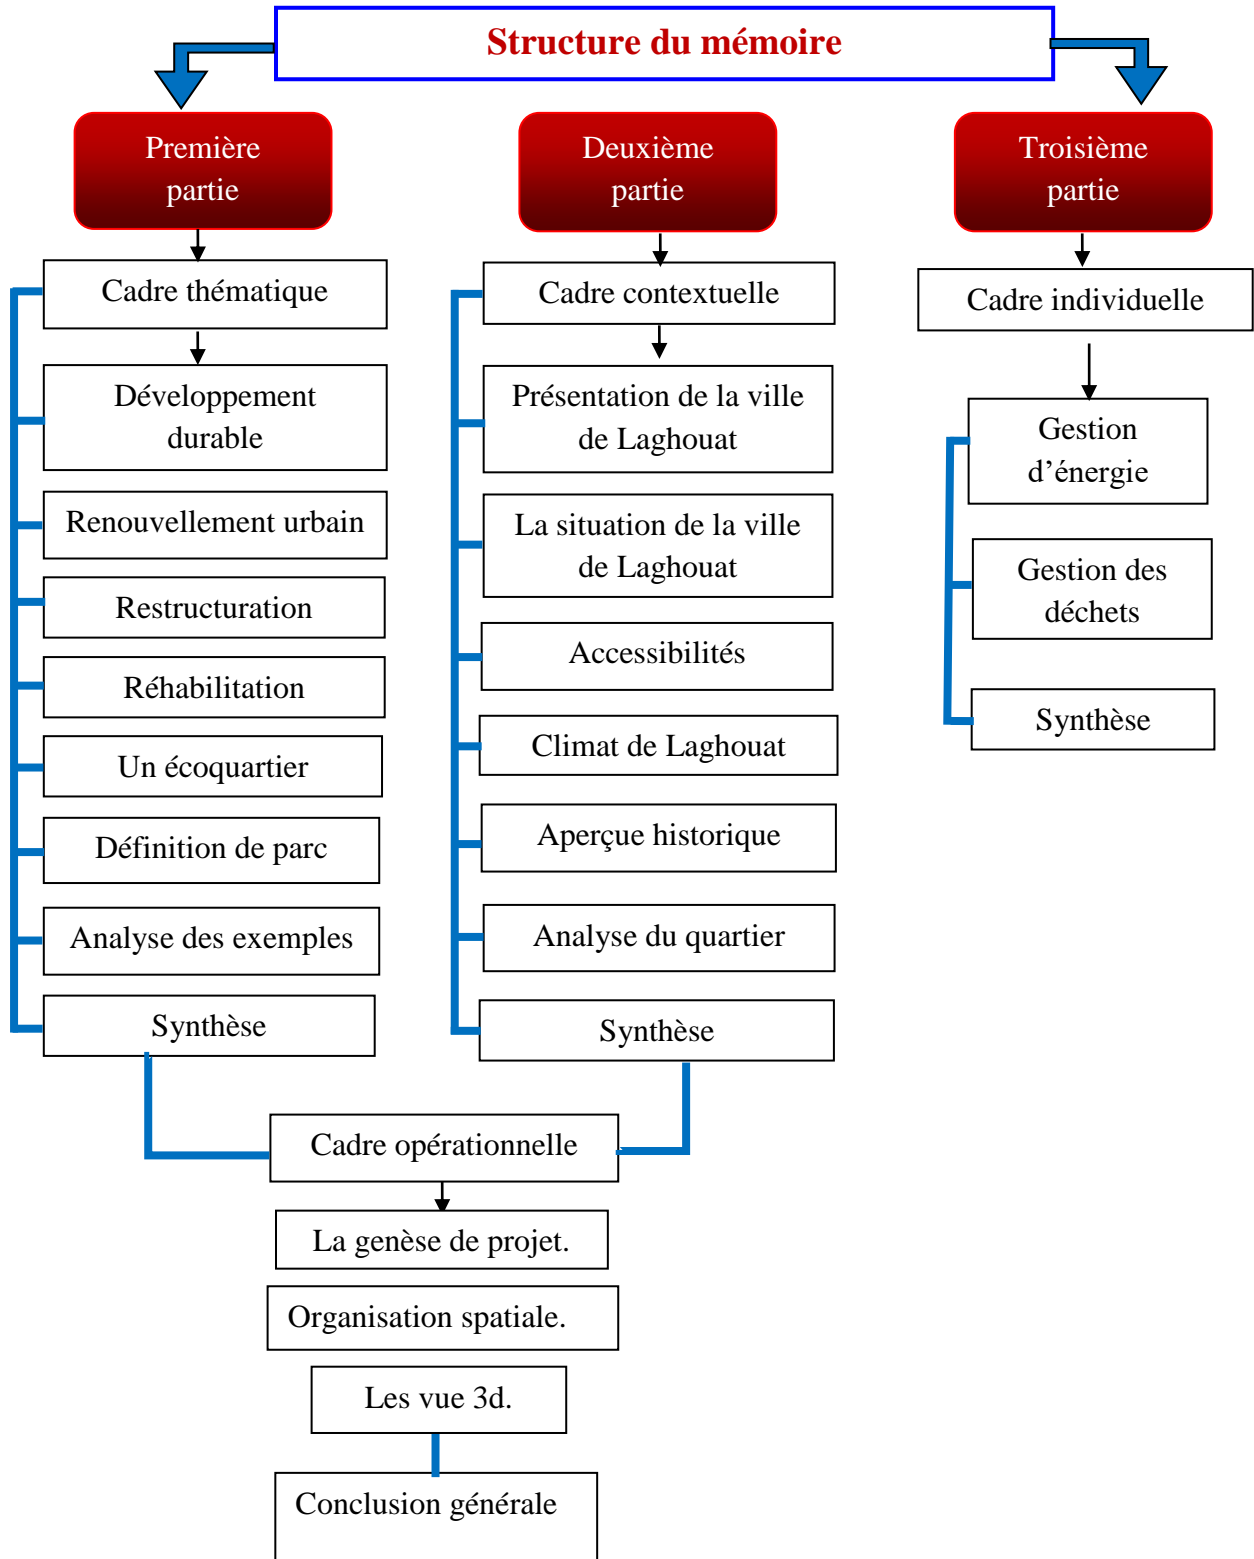 Structure du mémoire
Première
partie
Cadre thématique
Développement
durable
Renouvellement urbain
Restructuration
Réhabilitation
Un écoquartier
Définition de parc
Analyse des exemples
Synthèse
Deuxième
partie
Cadre contextuelle
Présentation de la ville
de Laghouat
La situation de la ville
de Laghouat
Accessibilités
Climat de Laghouat
Aperçue historique
Analyse du quartier
Synthèse
Troisième
partie
Cadre individuelle
Gestion
d’énergie
Gestion des
déchets
Synthèse
Cadre opérationnelle
La genèse de projet.
Organisation spatiale.
Les vue 3d.
Conclusion générale